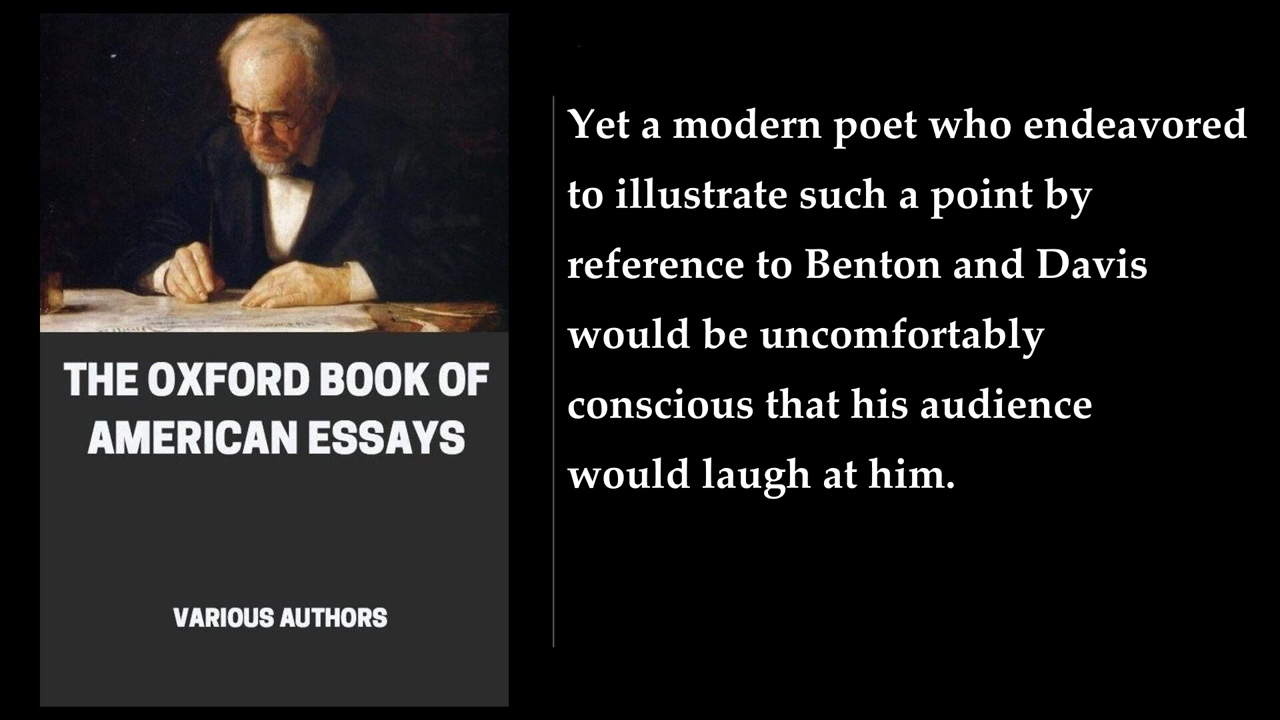 THE OXFORD BOOK OF
AMERICAN ESSAYS
VARIOUS AUTHORS
Yet a modern poet who endeavored
to illustrate such a point by
reference to Benton and Davis
would be uncomfortably
conscious that his audience
would laugh at him.